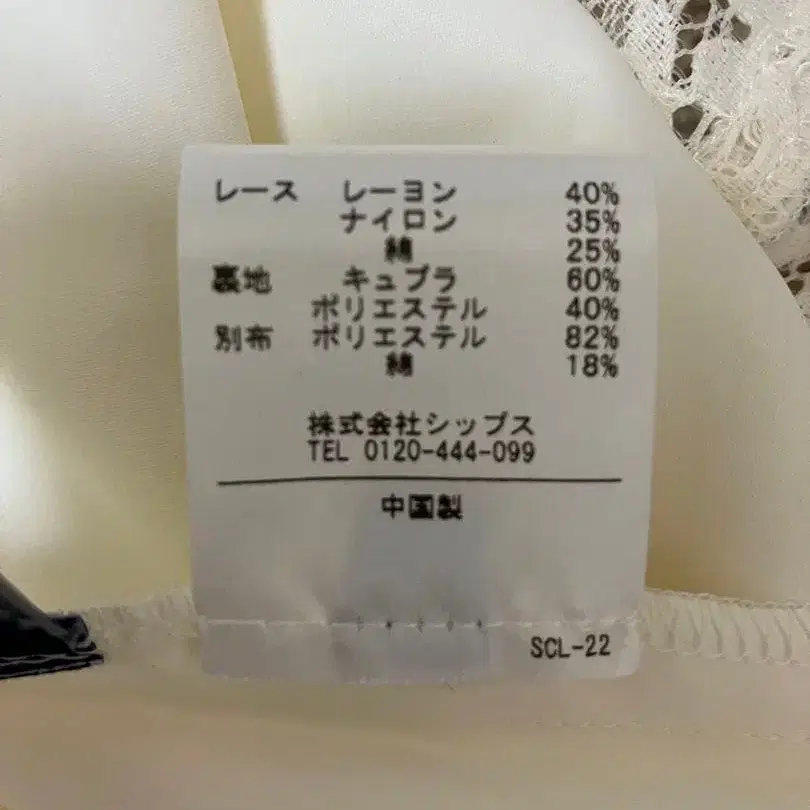 レース レーヨン 40%
ナイロン 35%
綿 25%
裏地 キュプラ 60%
ポリエステル 40%
別布 ポリエステル 82%
綿 18%
株式会社シップス
TEL 0120-444-099
中国製
SCL-22